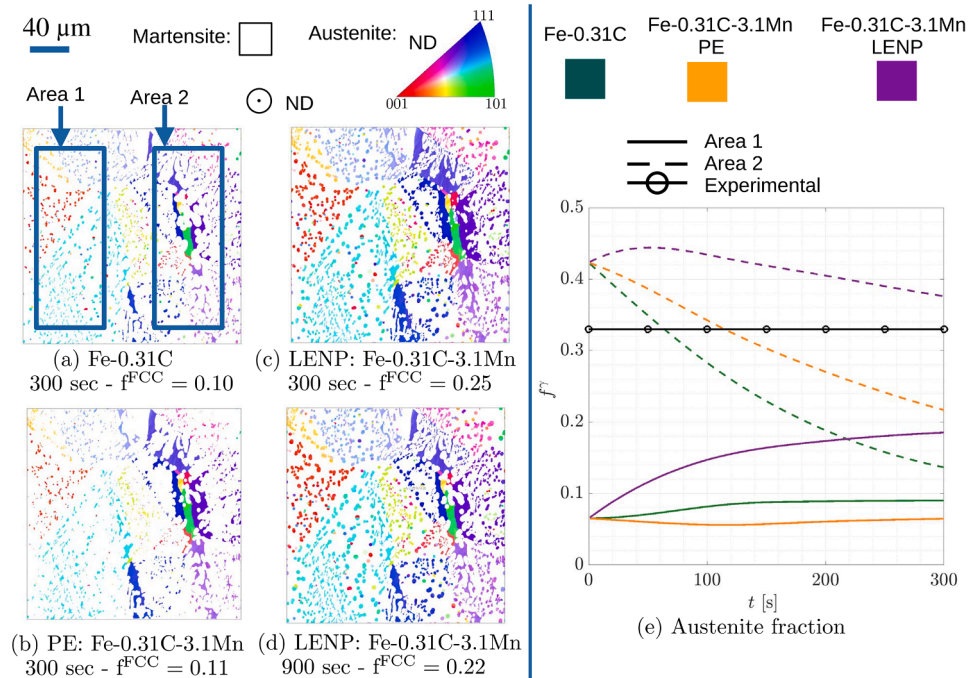 40 µm
Martensite:
Austenite:
ND
111
001
101
ND
Area 1
Area 2
(a) Fe-0.31C
300 sec - f^FCC = 0.10
(c) LENP: Fe-0.31C-3.1Mn
300 sec - f^FCC = 0.25
(b) PE: Fe-0.31C-3.1Mn
300 sec - f^FCC = 0.11
(d) LENP: Fe-0.31C-3.1Mn
900 sec - f^FCC = 0.22
Fe-0.31C
Fe-0.31C-3.1Mn
PE
Fe-0.31C-3.1Mn
LENP
Area 1
Area 2
Experimental
0.5
0.4
0.3
0.2
0.1
0
f^γ
0
100
200
300
t [s]
(e) Austenite fraction